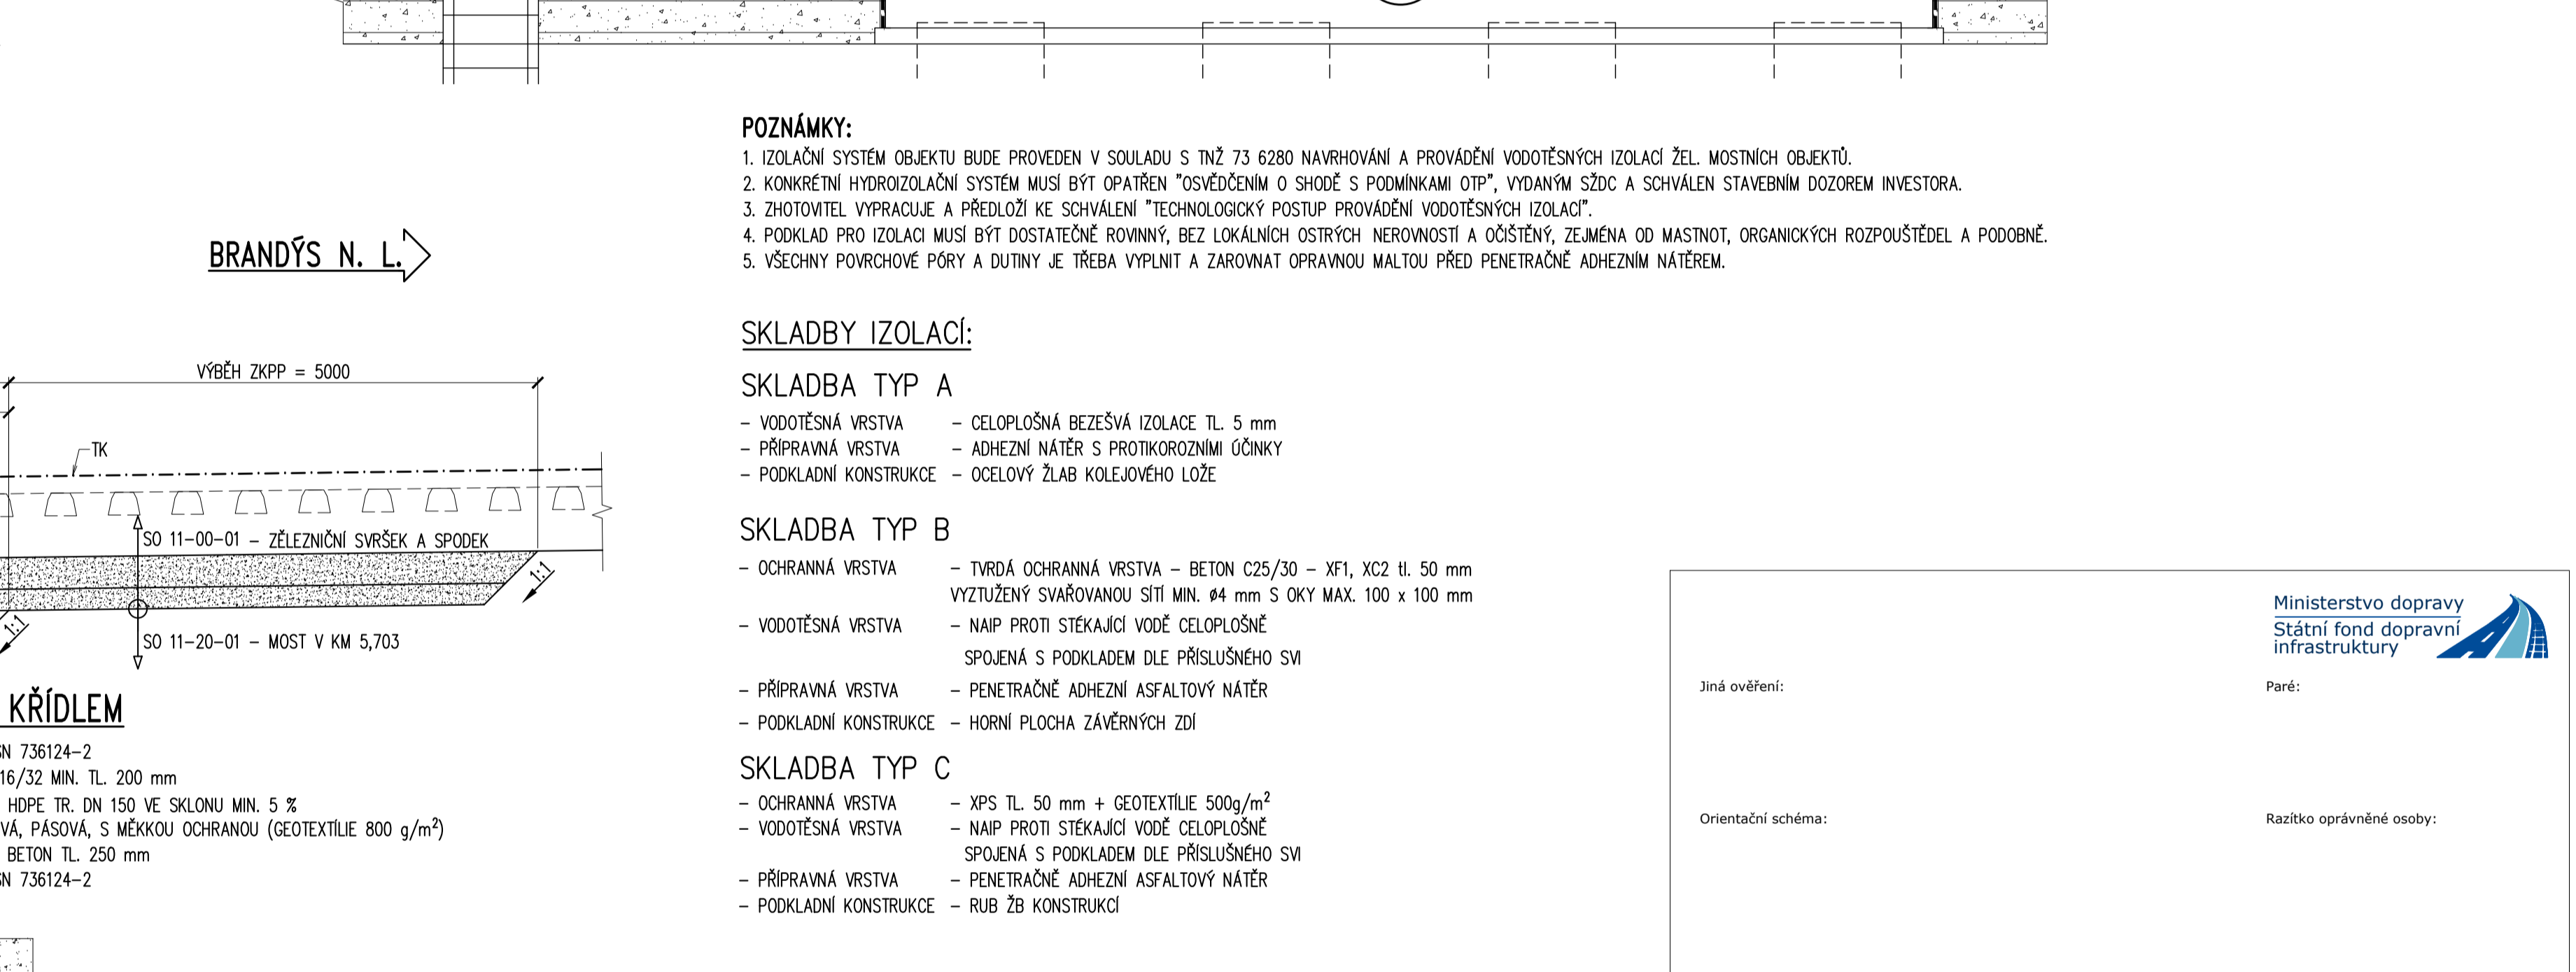 POZNÁMKY:
1. IZOLAČNÍ SYSTÉM OBJEKTU BUDE PROVEDEN V SOULADU S TNŽ 73 6280 NAVRHOVÁNÍ A PROVÁDĚNÍ VODOTĚSNÝCH IZOLACÍ ŽEL. MOSTNÍCH OBJEKTŮ.
2. KONKRÉTNÍ HYDROIZOLAČNÍ SYSTÉM MUSÍ BÝT OPATŘEN "OSVĚDČENÍM O SHODĚ S PODMÍNKAMI OTP", VYDANÝM SŽDC A SCHVÁLEN STAVEBNÍM DOZOREM INVESTORA.
3. ZHOTOVITEL VYPRACUJE A PŘEDLOŽÍ KE SCHVÁLENÍ "TECHNOLOGICKÝ POSTUP PROVÁDĚNÍ VODOTĚSNÝCH IZOLACÍ".
4. PODKLAD PRO IZOLACI MUSÍ BÝT DOSTATEČNĚ ROVINNÝ, BEZ LOKÁLNÍCH OSTRÝCH NEROVNOSTÍ A OČIŠTĚNÝ, ZEJMÉNA OD MASTNOT, ORGANICKÝCH ROZPOUŠTĚDEL A PODOBNĚ.
5. VŠECHNY POVRCHOVÉ PÓRY A DUTINY JE TŘEBA VYPLNIT A ZAROVNAT OPRAVNOU MALTOU PŘED PENETRAČNĚ ADHEZNÍM NÁTĚREM.
BRANDÝS N. L.
VÝBĚH ZKPP = 5000
TK
SO 11-00-01 - ZĚLEZNIČNÍ SVRŠEK A SPODEK
1:1
1:1
SO 11-20-01 - MOST V KM 5,703
KŘÍDLEM
SN 736124-2
16/32 MIN. TL. 200 mm
HDPE TR. DN 150 VE SKLONU MIN. 5 %
VÁ, PÁSOVÁ, S MĚKKOU OCHRANOU (GEOTEXTÍLIE 800 g/m²)
BETON TL. 250 mm
SN 736124-2
SKLADBY IZOLACÍ:
SKLADBA TYP A
- VODOTĚSNÁ VRSTVA - CELOPLOŠNÁ BEZEŠVÁ IZOLACE TL. 5 mm
- PŘÍPRAVNÁ VRSTVA - ADHEZNÍ NÁTĚR S PROTIKOROZNÍMI ÚČINKY
- PODKLADNÍ KONSTRUKCE - OCELOVÝ ŽLAB KOLEJOVÉHO LOŽE
SKLADBA TYP B
- OCHRANNÁ VRSTVA - TVRDÁ OCHRANNÁ VRSTVA - BETON C25/30 - XF1, XC2 tl. 50 mm
VYZTUŽENÝ SVAŘOVANOU SÍTÍ MIN. ø4 mm S OKY MAX. 100 x 100 mm
- VODOTĚSNÁ VRSTVA - NAIP PROTI STÉKAJÍCÍ VODĚ CELOPLOŠNĚ
SPOJENÁ S PODKLADEM DLE PŘÍSLUŠNÉHO SVI
- PŘÍPRAVNÁ VRSTVA - PENETRAČNĚ ADHEZNÍ ASFALTOVÝ NÁTĚR
- PODKLADNÍ KONSTRUKCE - HORNÍ PLOCHA ZÁVĚRNÝCH ZDÍ
SKLADBA TYP C
- OCHRANNÁ VRSTVA - XPS TL. 50 mm + GEOTEXTÍLIE 500g/m²
- VODOTĚSNÁ VRSTVA - NAIP PROTI STÉKAJÍCÍ VODĚ CELOPLOŠNĚ
SPOJENÁ S PODKLADEM DLE PŘÍSLUŠNÉHO SVI
- PŘÍPRAVNÁ VRSTVA - PENETRAČNĚ ADHEZNÍ ASFALTOVÝ NÁTĚR
- PODKLADNÍ KONSTRUKCE - RUB ŽB KONSTRUKCÍ
Ministerstvo dopravy
Státní fond dopravní
infrastruktury
Jiná ověření:
Paré:
Orientační schéma:
Razítko oprávněné osoby: